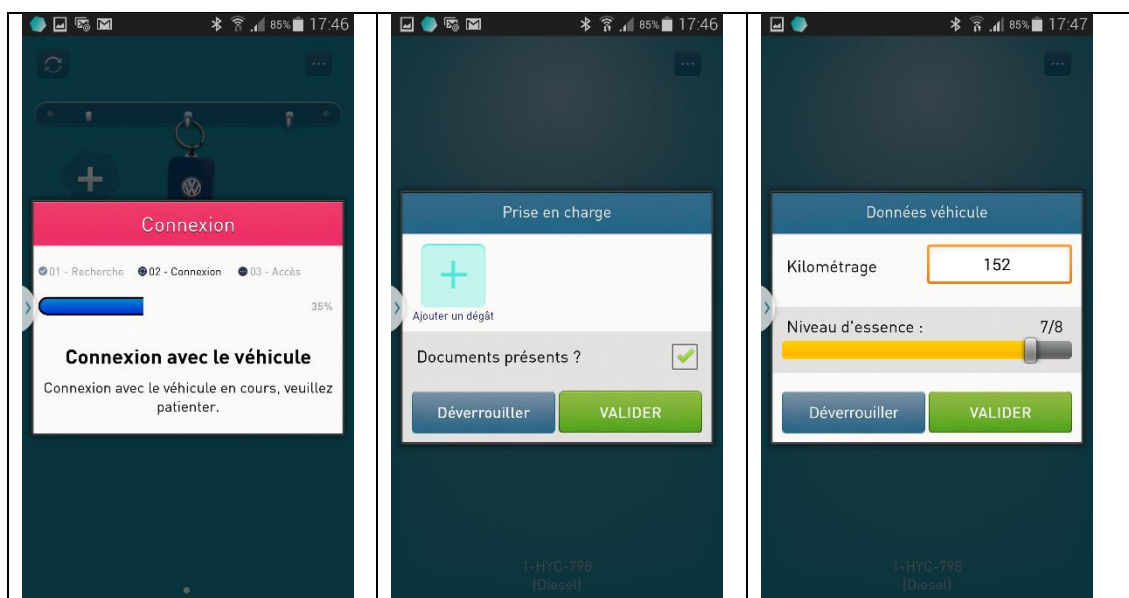 85% 17:46
Connexion
01 - Recherche 02 - Connexion 03 - Accès
35%
Connexion avec le véhicule
Connexion avec le véhicule en cours, veuillez
patienter.
85% 17:46
Prise en charge
Ajouter un dégât
Documents présents ?
Déverrouiller VALIDER
1-HYC-798
(Diesel)
85% 17:47
Données véhicule
Kilométrage 152
Niveau d'essence : 7/8
Déverrouiller VALIDER
1-HYC-798
(Diesel)